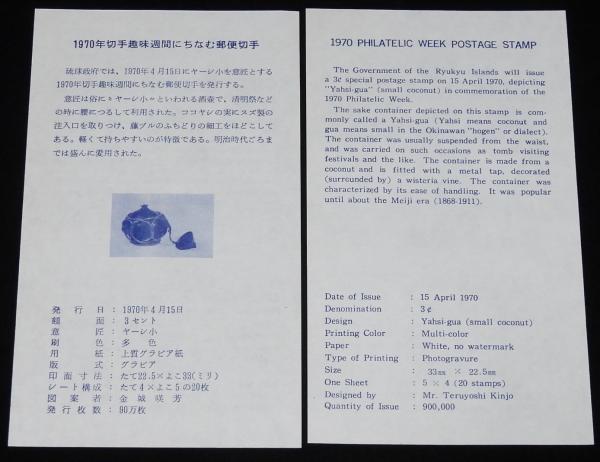 1970年切手趣味週間にちなむ郵便切手
琉球政府では、1970年4月15日にヤーシ小を意匠とする
1970年切手趣味週間にちなむ郵便切手を発行する。
意匠は俗に〝ヤーシ小〟といわれる酒壷で、清明祭など
の時に腰につるして利用された。ココヤシの実にスズ製の
注入口を取りつけ、藤ヅルのふちどりの細工をほどこして
ある。軽くて持ちやすいのが特徴である。明治時代ごろま
では盛んに愛用された。
発行日:1970年4月15日
額面:3セント
意匠:ヤーシ小
刷色:多色
用紙:上質グラビア紙
版式:グラビア
印面寸法:たて22.5×よこ33(ミリ)
シート構成:たて4×よこ5の20枚
図案者:金城暎芳
発行枚数:90万枚
1970 PHILATELIC WEEK POSTAGE STAMP
The Government of the Ryukyu Islands will issue
a 3¢ special postage stamp on 15 April 1970, depicting
"Yahsi-gua" (small coconut) in commemoration of the
1970 Philatelic Week.
The sake container depicted on this stamp is com-
monly called a Yahsi-gua (Yahsi means coconut and
gua means small in the Okinawan "hogen" or dialect).
The container was usually suspended from the waist,
and was carried on such occasions as tomb visiting
festivals and the like. The container is made from a
coconut and is fitted with a metal tap, decorated
(surrounded by) a wisteria vine. The container was
characterized by its ease of handling. It was popular
until about the Meiji era (1868-1911).
Date of Issue : 15 April 1970
Denomination : 3¢
Design : Yahsi-gua (small coconut)
Printing Color : Multi-color
Paper : White, no watermark
Type of Printing : Photogravure
Size : 33mm × 22.5mm
One Sheet : 5 × 4 (20 stamps)
Designed by : Mr. Teruyoshi Kinjo
Quantity of Issue : 900,000